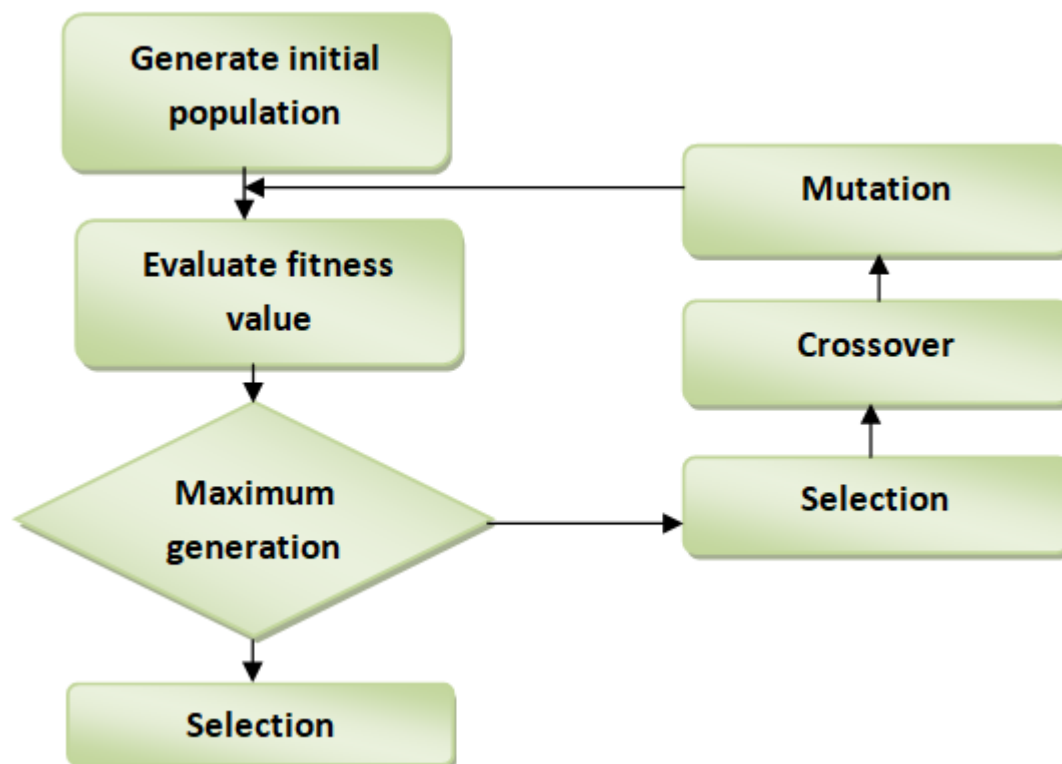 Generate initial
population
Evaluate fitness
value
Maximum
generation
Selection
Mutation
Crossover
Selection